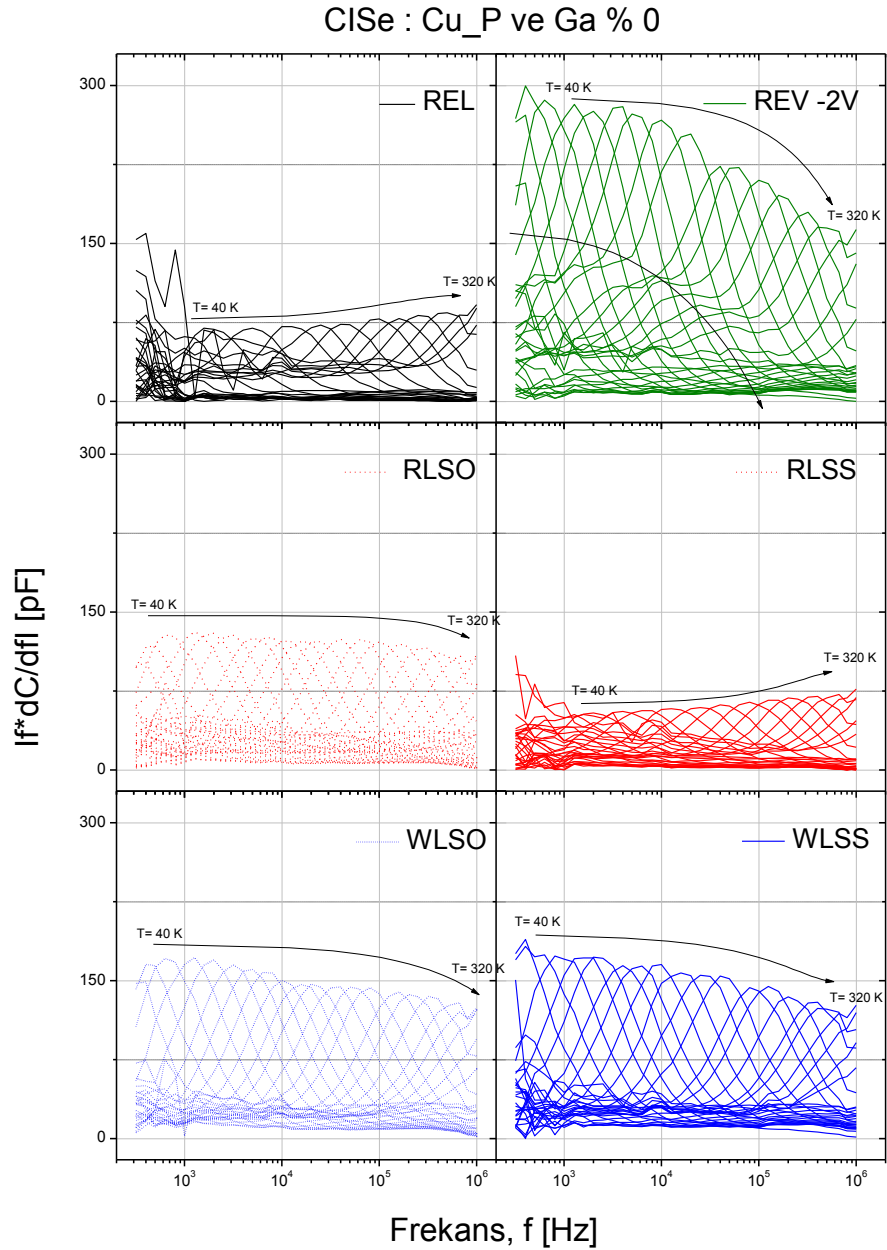 CISe : Cu_P ve Ga % 0
300
150
0
REL
T= 40 K
T= 320 K
REV -2V
T= 40 K
T= 320 K
300
150
0
RLSO
T= 40 K
T= 320 K
RLSS
T= 40 K
T= 320 K
300
150
0
WLSO
T= 40 K
T= 320 K
WLSS
T= 40 K
T= 320 K
10³ 10⁴ 10⁵ 10⁶ 10³ 10⁴ 10⁵ 10⁶
If*dC/dfI [pF]
Frekans, f [Hz]